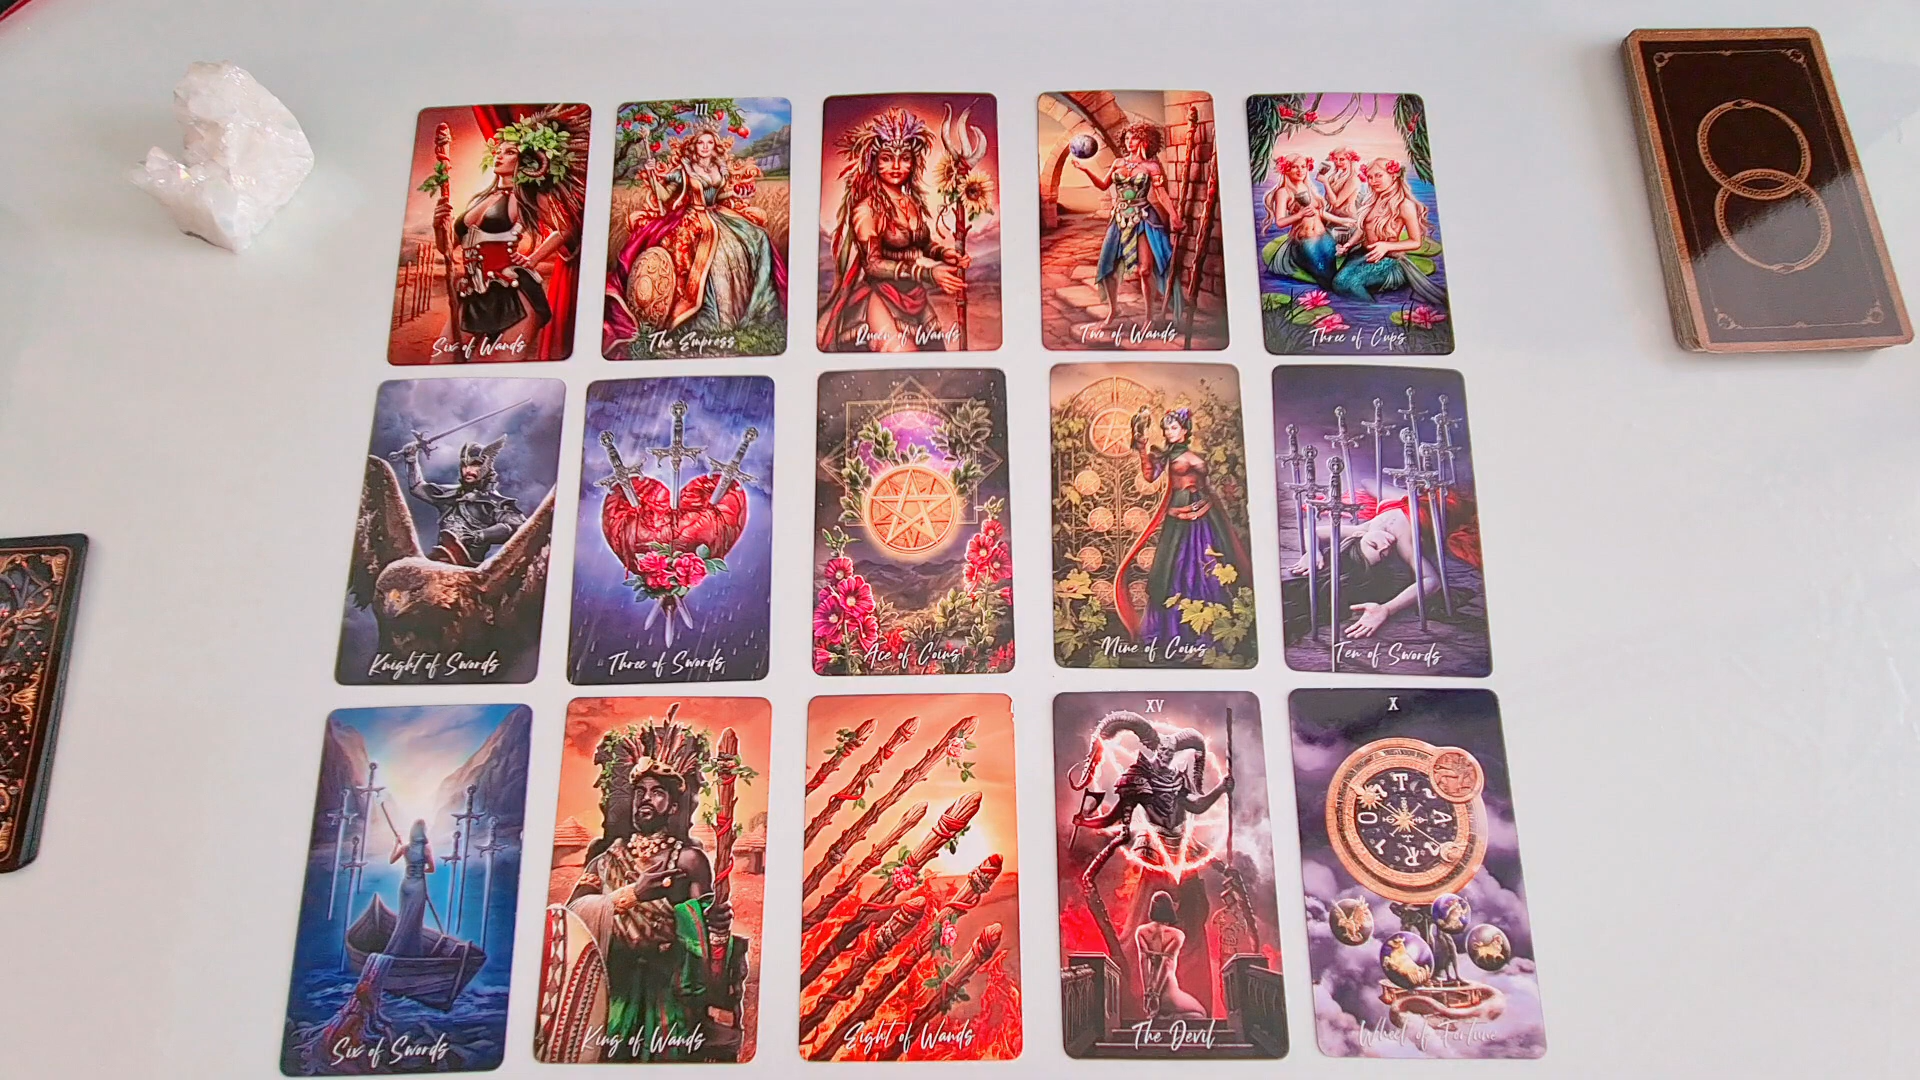 Six of Wands
III
The Empress
Queen of Wands
Two of Wands
Three of Cups
Knight of Swords
Three of Swords
Ace of Coins
Nine of Coins
Ten of Swords
Six of Swords
King of Wands
Eight of Wands
XV
The Devil
X
T A R O
Wheel of Fortune